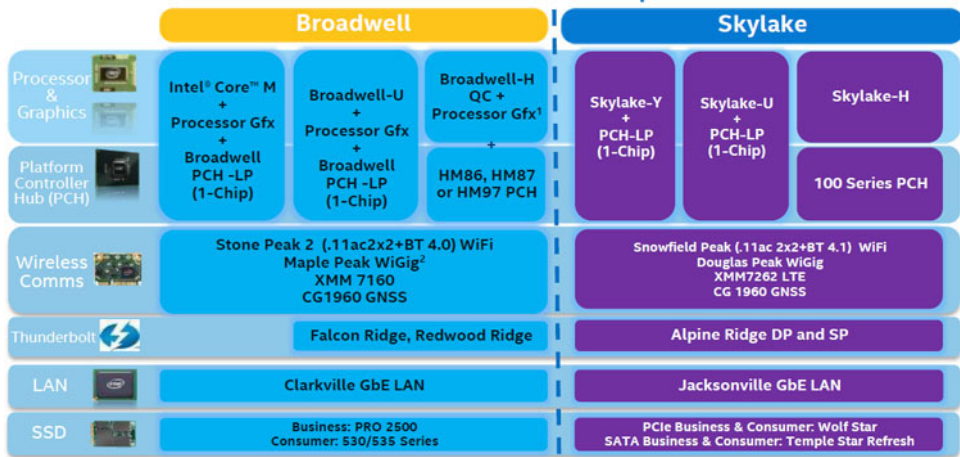 Broadwell
Skylake
Processor
&
Graphics
Intel® Core™ M
+
Processor Gfx
+
Broadwell
PCH -LP
(1-Chip)
Broadwell-U
+
Processor Gfx
+
Broadwell
PCH -LP
(1-Chip)
Broadwell-H
QC +
Processor Gfx¹
+
HM86, HM87
or HM97 PCH
Skylake-Y
+
PCH-LP
(1-Chip)
Skylake-U
+
PCH-LP
(1-Chip)
Skylake-H
100 Series PCH
Platform
Controller
Hub (PCH)
Wireless
Comms
Stone Peak 2 (.11ac2x2+BT 4.0) WiFi
Maple Peak WiGig²
XMM 7160
CG1960 GNSS
Snowfield Peak (.11ac 2x2+BT 4.1) WiFi
Douglas Peak WiGig
XMM7262 LTE
CG 1960 GNSS
Thunderbolt
Falcon Ridge, Redwood Ridge
Alpine Ridge DP and SP
LAN
Clarkville GbE LAN
Jacksonville GbE LAN
SSD
Business: PRO 2500
Consumer: 530/535 Series
PCIe Business & Consumer: Wolf Star
SATA Business & Consumer: Temple Star Refresh